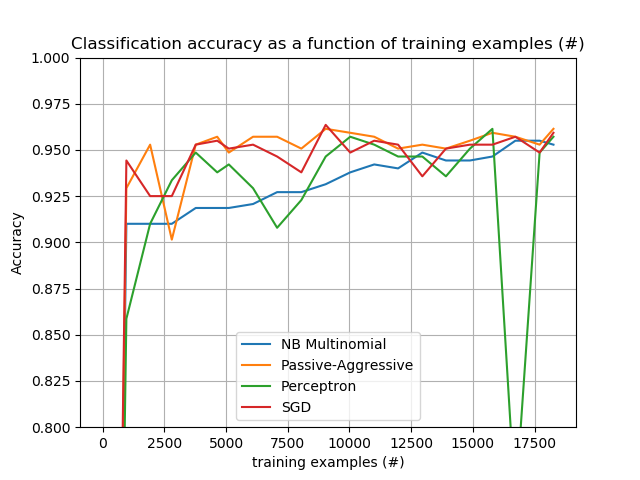 Classification accuracy as a function of training examples (#)
1.000
0.975
0.950
0.925
0.900
0.875
0.850
0.825
0.800
Accuracy
NB Multinomial
Passive-Aggressive
Perceptron
SGD
0 2500 5000 7500 10000 12500 15000 17500
training examples (#)